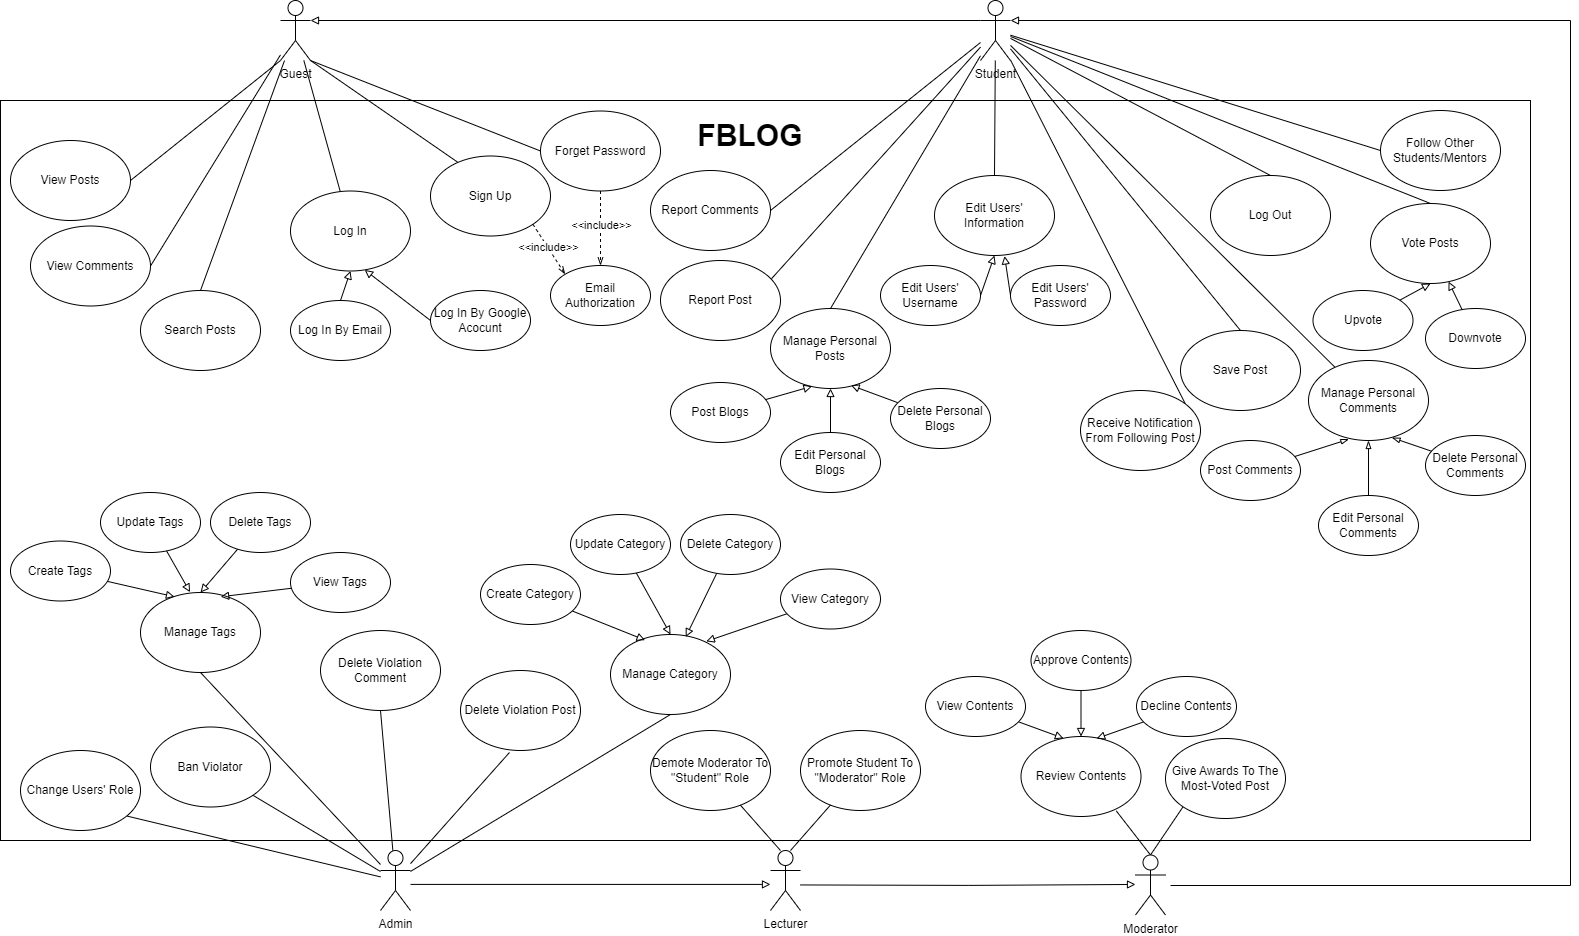 Guest
Student
FBLOG
View Posts
View Comments
Search Posts
Log In
Log In By Email
Log In By Google
Acocunt
Sign Up
Forget Password
<<include>>
<<include>>
Email
Authorization
Report Comments
Report Post
Manage Personal
Posts
Post Blogs
Edit Personal
Blogs
Delete Personal
Blogs
Edit Users'
Information
Edit Users'
Username
Edit Users'
Password
Receive Notification
From Following Post
Log Out
Save Post
Follow Other
Students/Mentors
Vote Posts
Upvote
Downvote
Manage Personal
Comments
Post Comments
Edit Personal
Comments
Delete Personal
Comments
Create Tags
Update Tags
Delete Tags
View Tags
Manage Tags
Create Category
Update Category
Delete Category
View Category
Manage Category
Delete Violation
Comment
Delete Violation Post
Ban Violator
Change Users' Role
Demote Moderator To
"Student" Role
Promote Student To
"Moderator" Role
View Contents
Approve Contents
Decline Contents
Review Contents
Give Awards To The
Most-Voted Post
Admin
Lecturer
Moderator